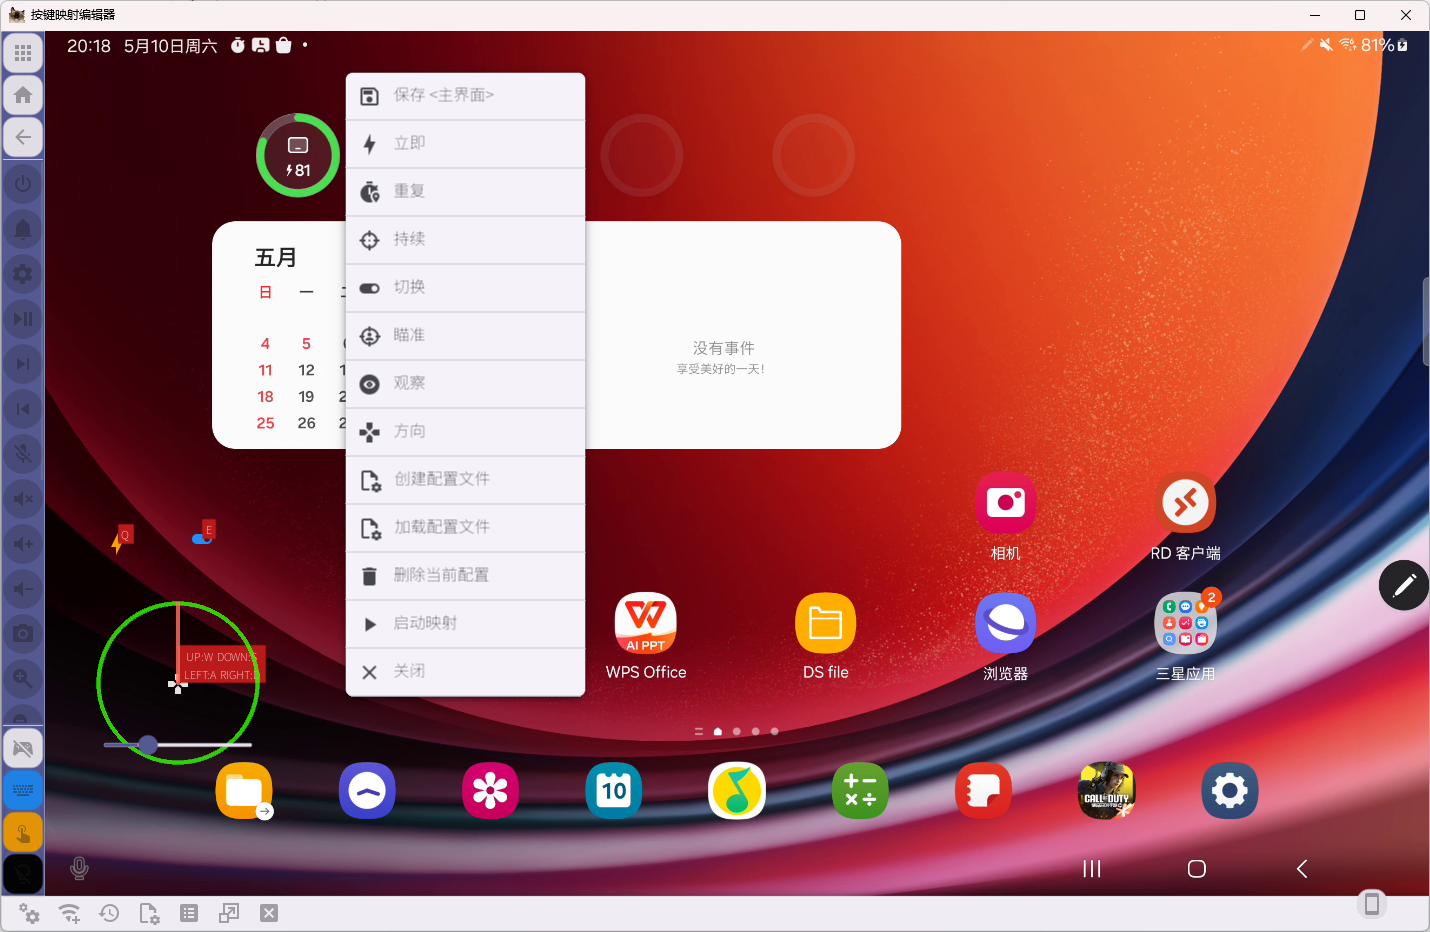 按键映射编辑器
20:18 5月10日周六
81%
保存 <主界面>
立即
重复
持续
切换
瞄准
观察
方向
创建配置文件
加载配置文件
删除当前配置
启动映射
关闭
81
五月
日 一
4 5
11 12
18 19
25 26
没有事件
享受美好的一天!
Q
E
UP:W DOWN:S
LEFT:A RIGHT:
相机
RD 客户端
AI PPT
WPS Office
DS file
浏览器
2
三星应用
10
CALL OF DUTY